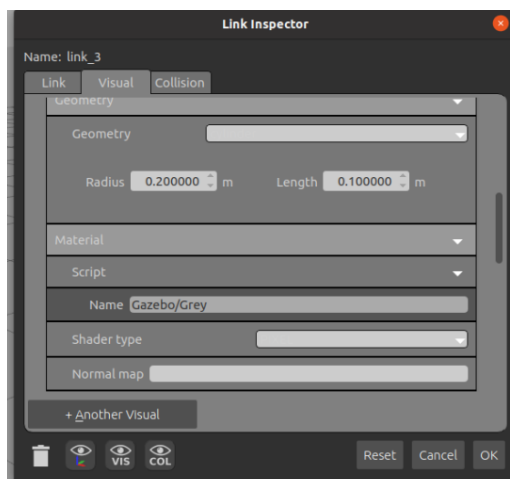 Link Inspector
Name: link_3
Link Visual Collision
Geometry
Geometry
Radius 0.200000 m Length 0.100000 m
Material
Script
Name Gazebo/Grey
Shader type
Normal map
+ Another Visual
VIS COL Reset Cancel OK